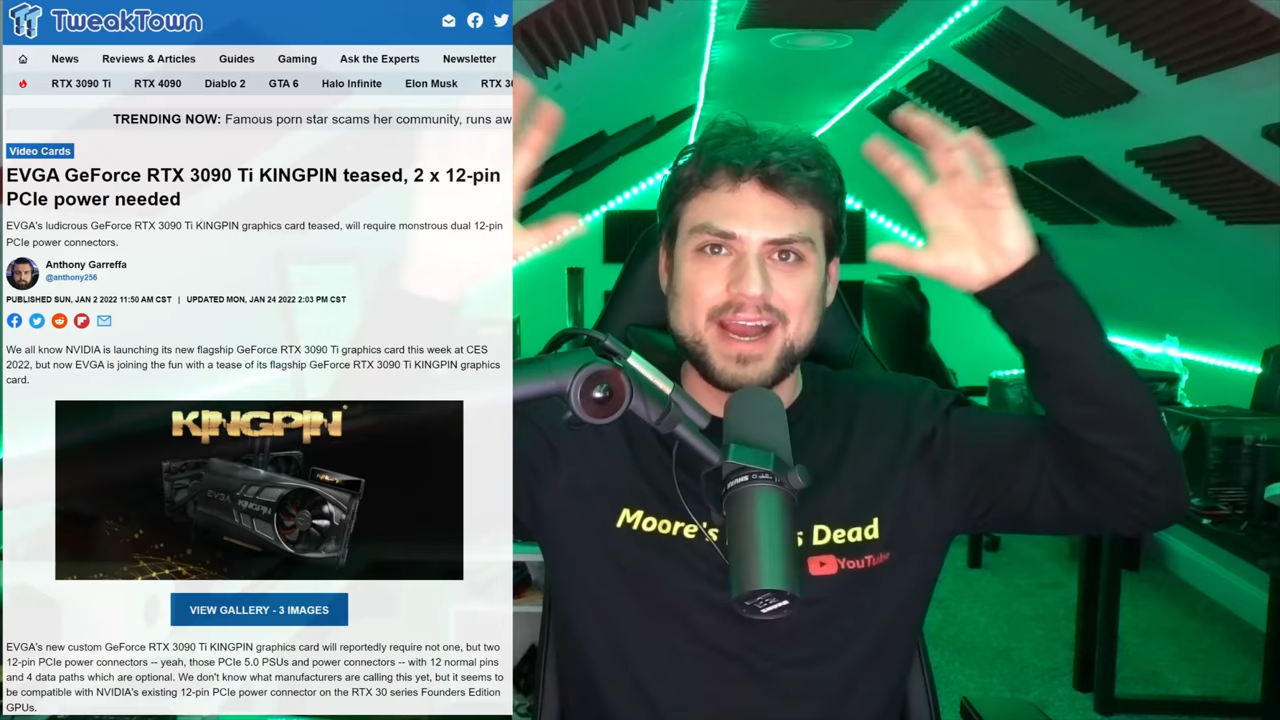 TWEAKTOWN
News Reviews & Articles Guides Gaming Ask the Experts Newsletter
RTX 3090 Ti RTX 4090 Diablo 2 GTA 6 Halo Infinite Elon Musk RTX 30
TRENDING NOW: Famous porn star scams her community, runs aw
Video Cards
EVGA GeForce RTX 3090 Ti KINGPIN teased, 2 x 12-pin
PCIe power needed
EVGA's ludicrous GeForce RTX 3090 Ti KINGPIN graphics card teased, will require monstrous dual 12-pin
PCIe power connectors.
Anthony Garreffa
@anthony256
PUBLISHED SUN, JAN 2 2022 11:50 AM CST | UPDATED MON, JAN 24 2022 2:03 PM CST
We all know NVIDIA is launching its new flagship GeForce RTX 3090 Ti graphics card this week at CES
2022, but now EVGA is joining the fun with a tease of its flagship GeForce RTX 3090 Ti KINGPIN graphics
card.
KINGPIN
EVGA KINGPIN
VIEW GALLERY - 3 IMAGES
EVGA's new custom GeForce RTX 3090 Ti KINGPIN graphics card will reportedly require not one, but two
12-pin PCIe power connectors -- yeah, those PCIe 5.0 PSUs and power connectors -- with 12 normal pins
and 4 data paths which are optional. We don't know what manufacturers are calling this yet, but it seems to
be compatible with NVIDIA's existing 12-pin PCIe power connector on the RTX 30 series Founders Edition
GPUs.
Moore's s Dead
YouTube
SHURE